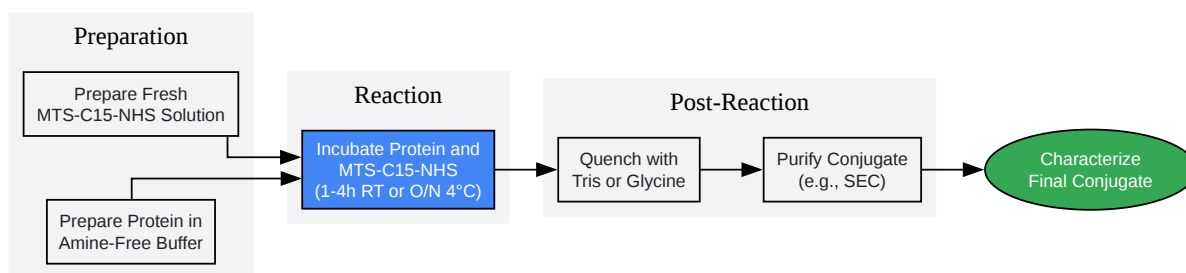 Preparation
Prepare Fresh
MTS-C15-NHS Solution
Prepare Protein in
Amine-Free Buffer
Reaction
Incubate Protein and
MTS-C15-NHS
(1-4h RT or O/N 4°C)
Post-Reaction
Quench with
Tris or Glycine
Purify Conjugate
(e.g., SEC)
Characterize
Final Conjugate